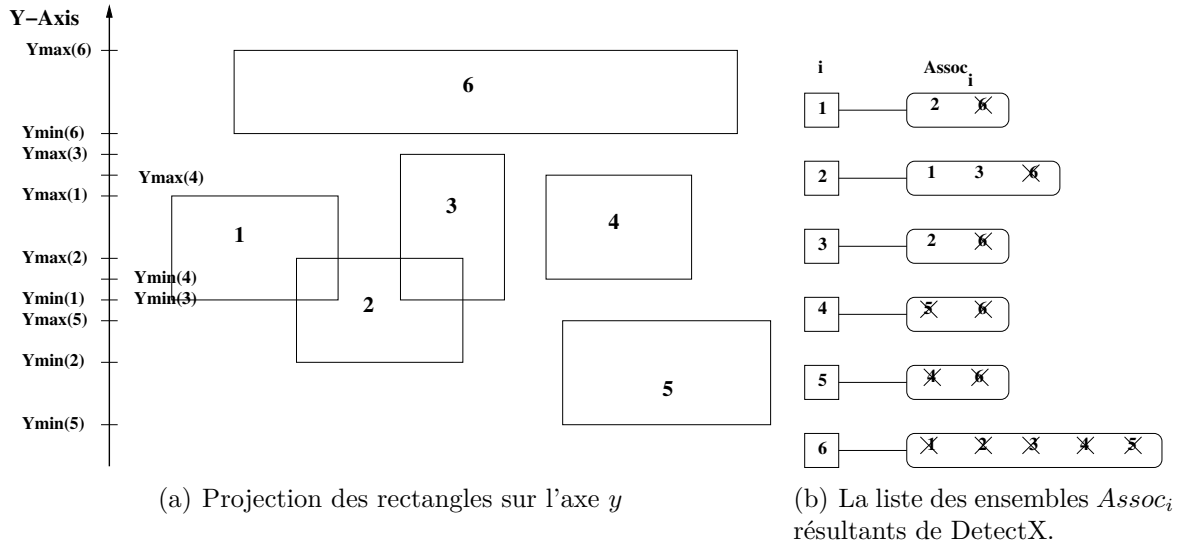 Y-Axis
Ymax(6)
6
Ymin(6)
Ymax(3)
Ymax(4)
Ymax(1)
1
3
4
Ymax(2)
Ymin(4)
Ymin(1)
Ymin(3)
2
Ymax(5)
Ymin(2)
5
Ymin(5)
(a) Projection des rectangles sur l'axe y
i Assoc i
1 2 6
2 1 3 6
3 2 6
4 5 6
5 4 6
6 1 2 3 4 5
(b) La liste des ensembles Assoc_i
résultants de DetectX.